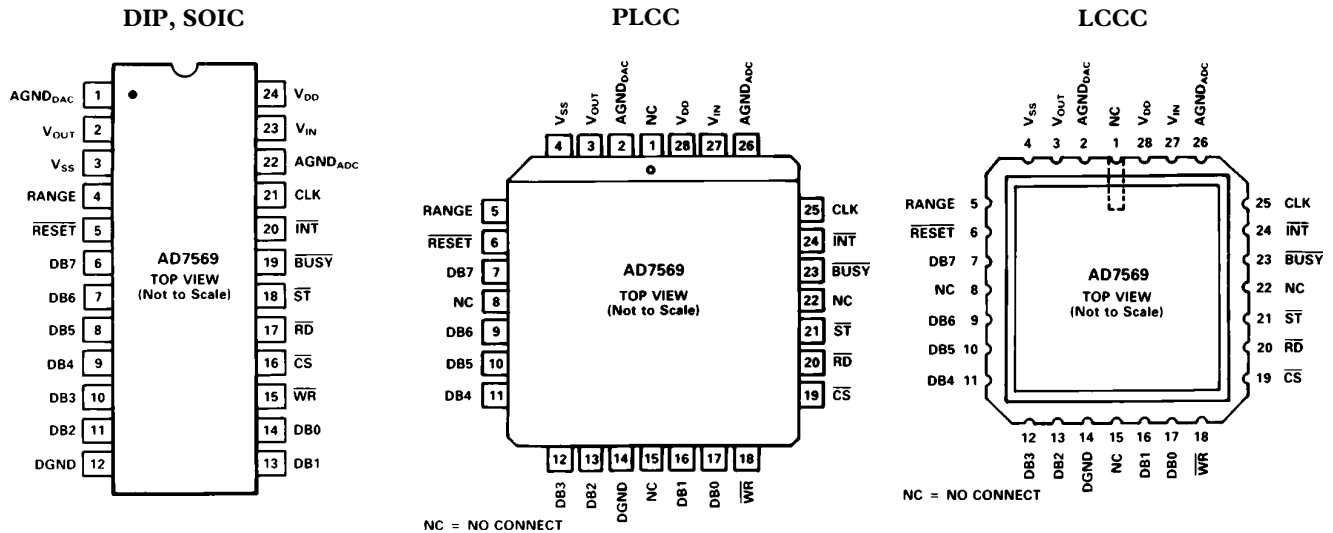 DIP, SOIC
AGNDDAC 1
VOUT 2
VSS 3
RANGE 4
RESET 5
DB7 6
DB6 7
DB5 8
DB4 9
DB3 10
DB2 11
DGND 12
24 VDD
23 VIN
22 AGNDADC
21 CLK
20 INT
19 BUSY
18 ST
17 RD
16 CS
15 WR
14 DB0
13 DB1
AD7569
TOP VIEW
(Not to Scale)
PLCC
VSS
VOUT
AGNDDAC
NC
VDD
VIN
AGNDADC
4 3 2 1 28 27 26
RANGE 5
RESET 6
DB7 7
NC 8
DB6 9
DB5 10
DB4 11
25 CLK
24 INT
23 BUSY
22 NC
21 ST
20 RD
19 CS
AD7569
TOP VIEW
(Not to Scale)
12 13 14 15 16 17 18
DB3
DB2
DGND
NC
DB1
DB0
WR
NC = NO CONNECT
LCCC
VSS
VOUT
AGNDDAC
NC
VDD
VIN
AGNDADC
4 3 2 1 28 27 26
RANGE 5
RESET 6
DB7 7
NC 8
DB6 9
DB5 10
DB4 11
25 CLK
24 INT
23 BUSY
22 NC
21 ST
20 RD
19 CS
AD7569
TOP VIEW
(Not to Scale)
12 13 14 15 16 17 18
DB3
DB2
DGND
NC
DB1
DB0
WR
NC = NO CONNECT